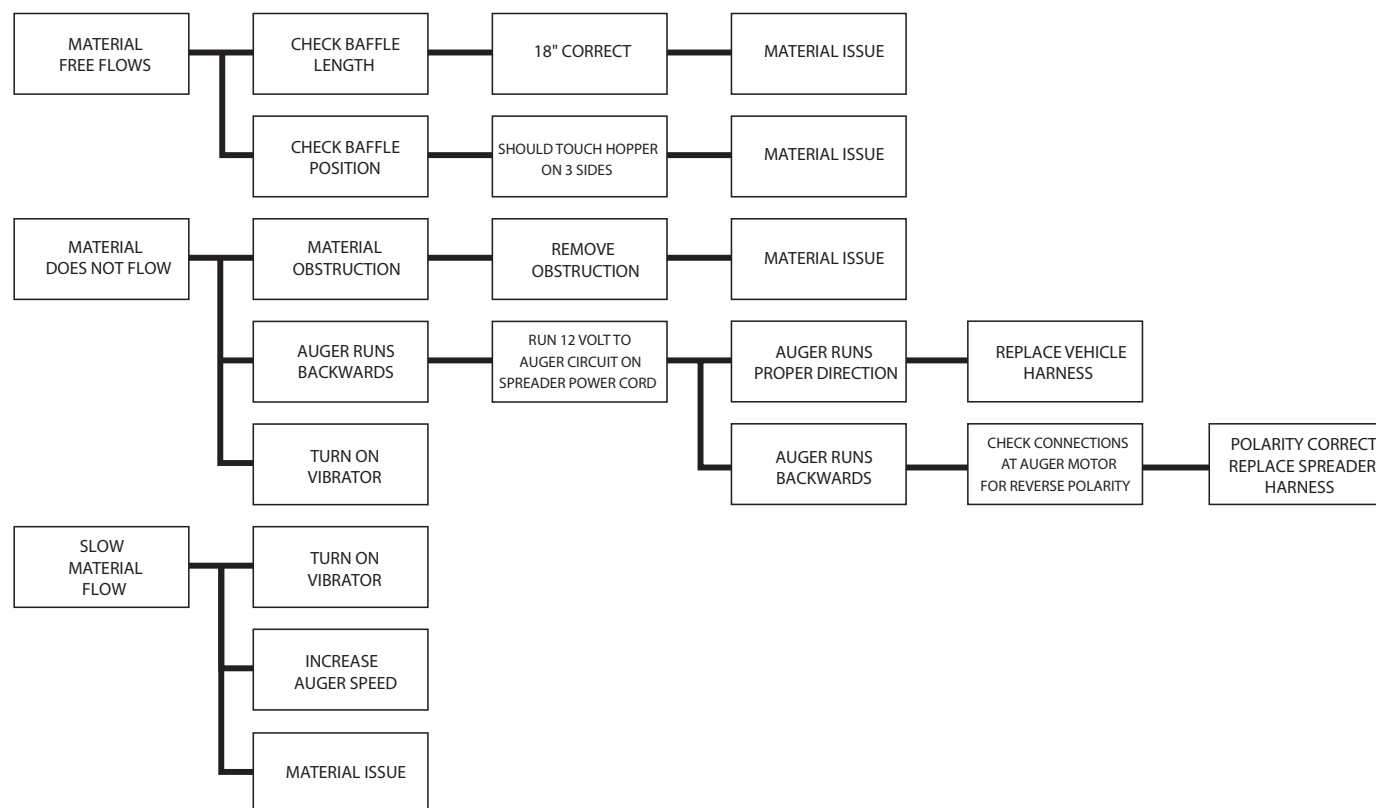 MATERIAL
FREE FLOWS
CHECK BAFFLE
LENGTH
18" CORRECT
MATERIAL ISSUE
CHECK BAFFLE
POSITION
SHOULD TOUCH HOPPER
ON 3 SIDES
MATERIAL ISSUE
MATERIAL
DOES NOT FLOW
MATERIAL
OBSTRUCTION
REMOVE
OBSTRUCTION
MATERIAL ISSUE
AUGER RUNS
BACKWARDS
RUN 12 VOLT TO
AUGER CIRCUIT ON
SPREADER POWER CORD
AUGER RUNS
PROPER DIRECTION
REPLACE VEHICLE
HARNESS
TURN ON
VIBRATOR
AUGER RUNS
BACKWARDS
CHECK CONNECTIONS
AT AUGER MOTOR
FOR REVERSE POLARITY
POLARITY CORRECT
REPLACE SPREADER
HARNESS
SLOW
MATERIAL
FLOW
TURN ON
VIBRATOR
INCREASE
AUGER SPEED
MATERIAL ISSUE